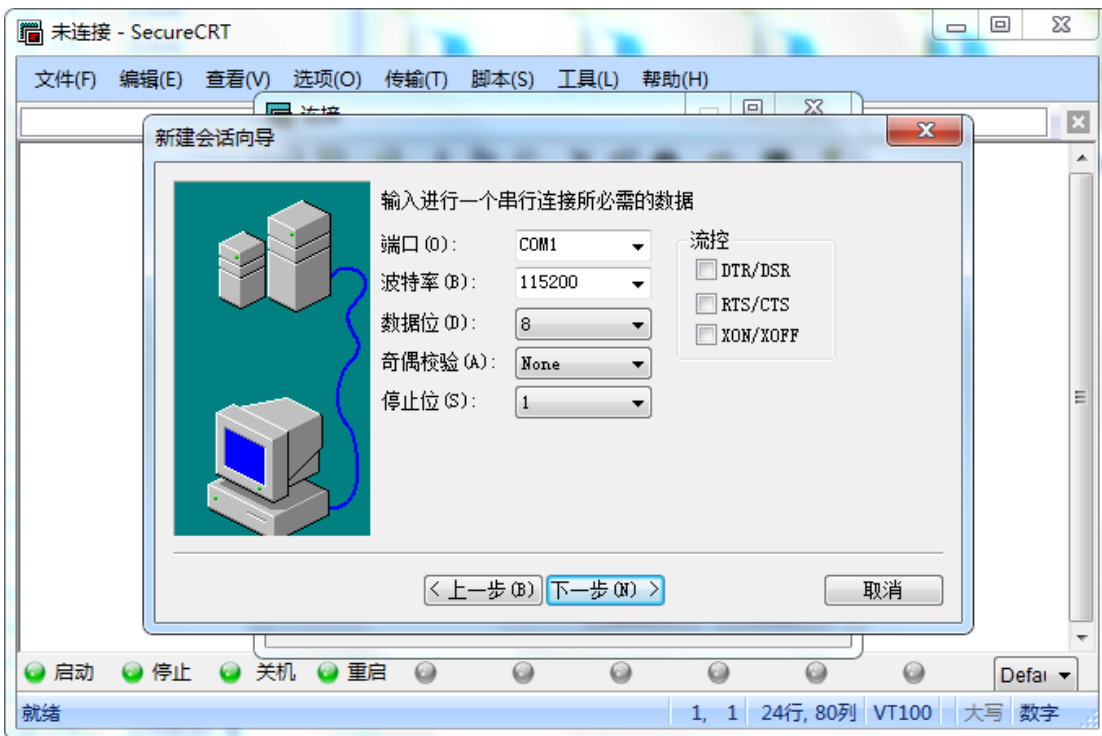 未连接 - SecureCRT
文件(F) 编辑(E) 查看(V) 选项(O) 传输(T) 脚本(S) 工具(L) 帮助(H)
连接
新建会话向导
输入进行一个串行连接所必需的数据
端口(O): COM1
波特率(B): 115200
数据位(D): 8
奇偶校验(A): None
停止位(S): 1
流控
DTR/DSR
RTS/CTS
XON/XOFF
<上一步(B) 下一步(N)> 取消
启动 停止 关机 重启 Defau
就绪 1, 1 24行, 80列 VT100 大写 数字